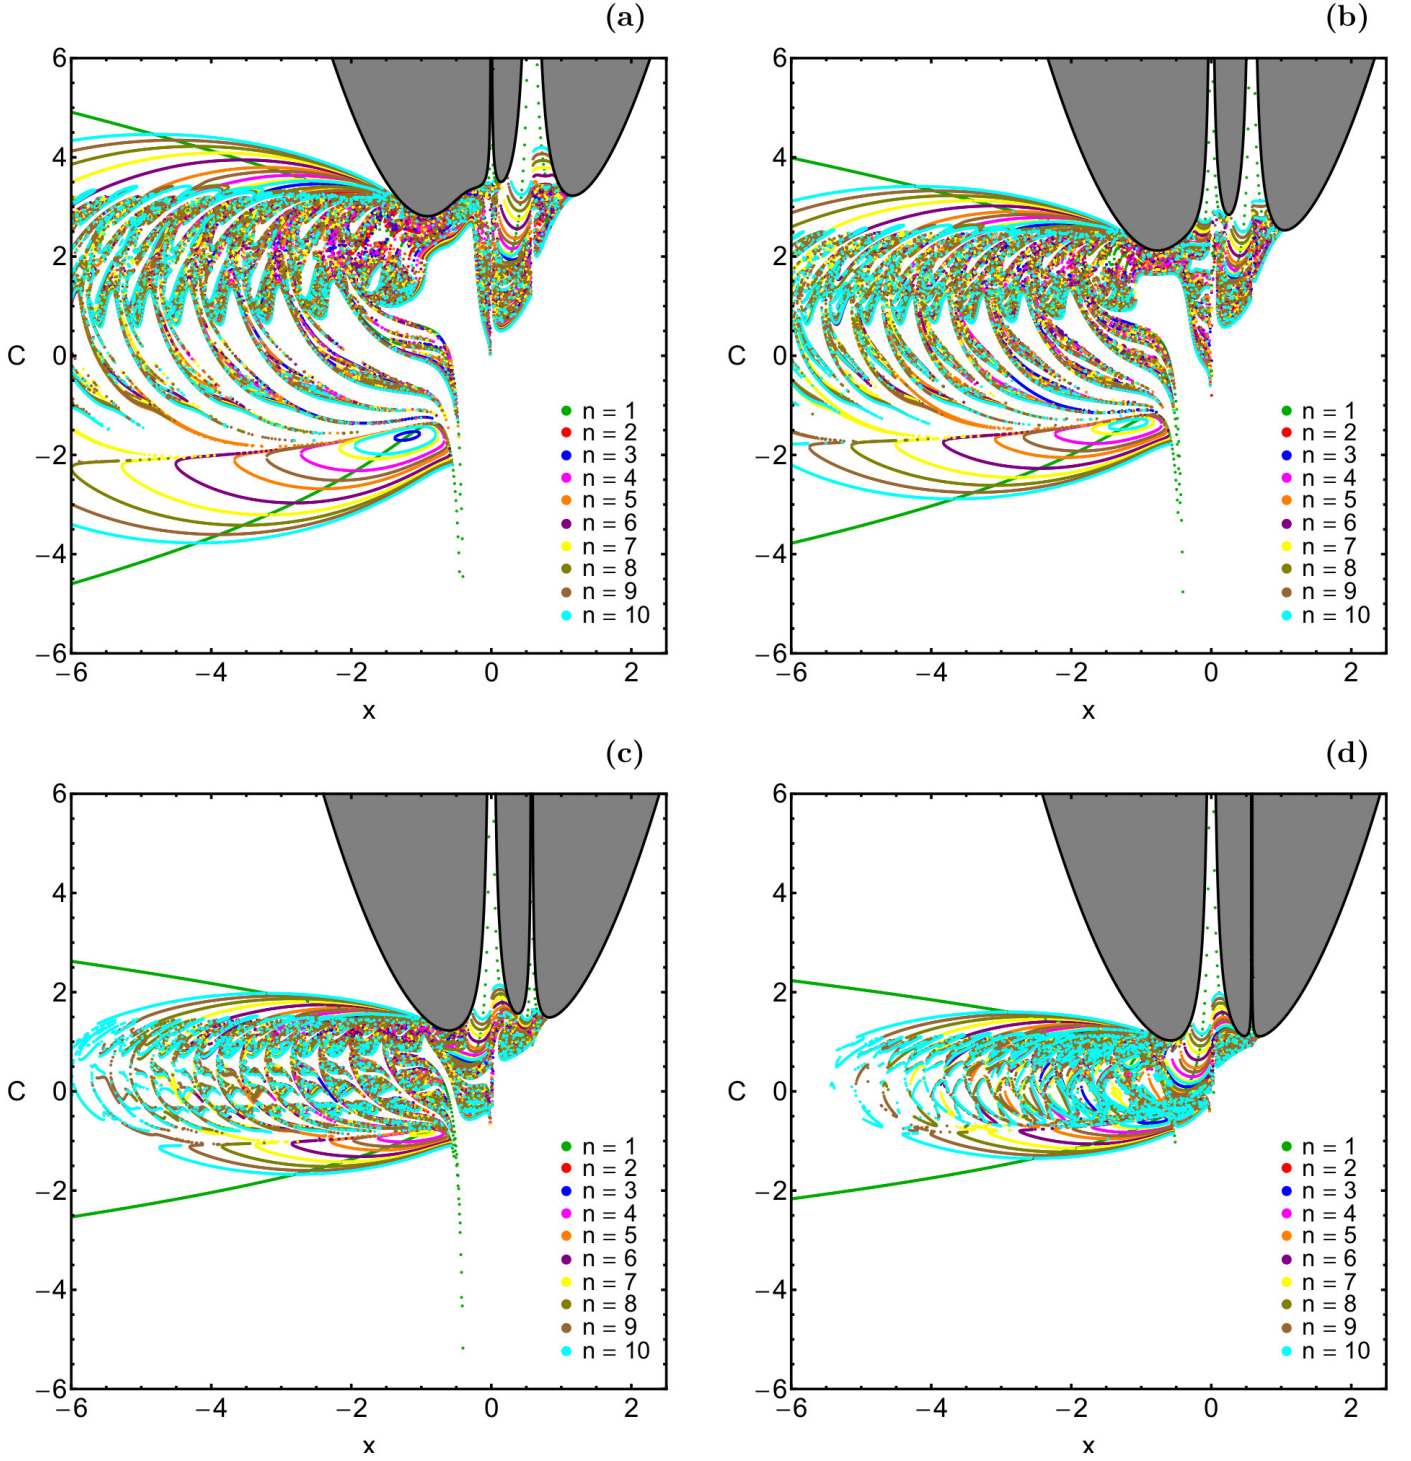 (a)
6
4
2
0
−2
−4
−6
C
n = 1
n = 2
n = 3
n = 4
n = 5
n = 6
n = 7
n = 8
n = 9
n = 10
−6 −4 −2 0 2
x
(b)
6
4
2
0
−2
−4
−6
C
n = 1
n = 2
n = 3
n = 4
n = 5
n = 6
n = 7
n = 8
n = 9
n = 10
−6 −4 −2 0 2
x
(c)
6
4
2
0
−2
−4
−6
C
n = 1
n = 2
n = 3
n = 4
n = 5
n = 6
n = 7
n = 8
n = 9
n = 10
−6 −4 −2 0 2
x
(d)
6
4
2
0
−2
−4
−6
C
n = 1
n = 2
n = 3
n = 4
n = 5
n = 6
n = 7
n = 8
n = 9
n = 10
−6 −4 −2 0 2
x